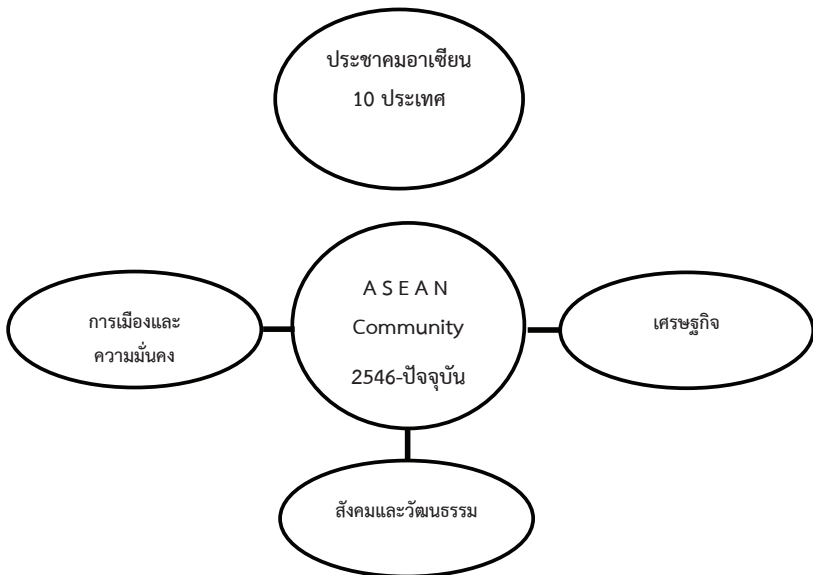 ประชาคมอาเซียน
10 ประเทศ
A S E A N
Community
2546-ปัจจุบัน
การเมืองและ
ความมั่นคง
เศรษฐกิจ
สังคมและวัฒนธรรม